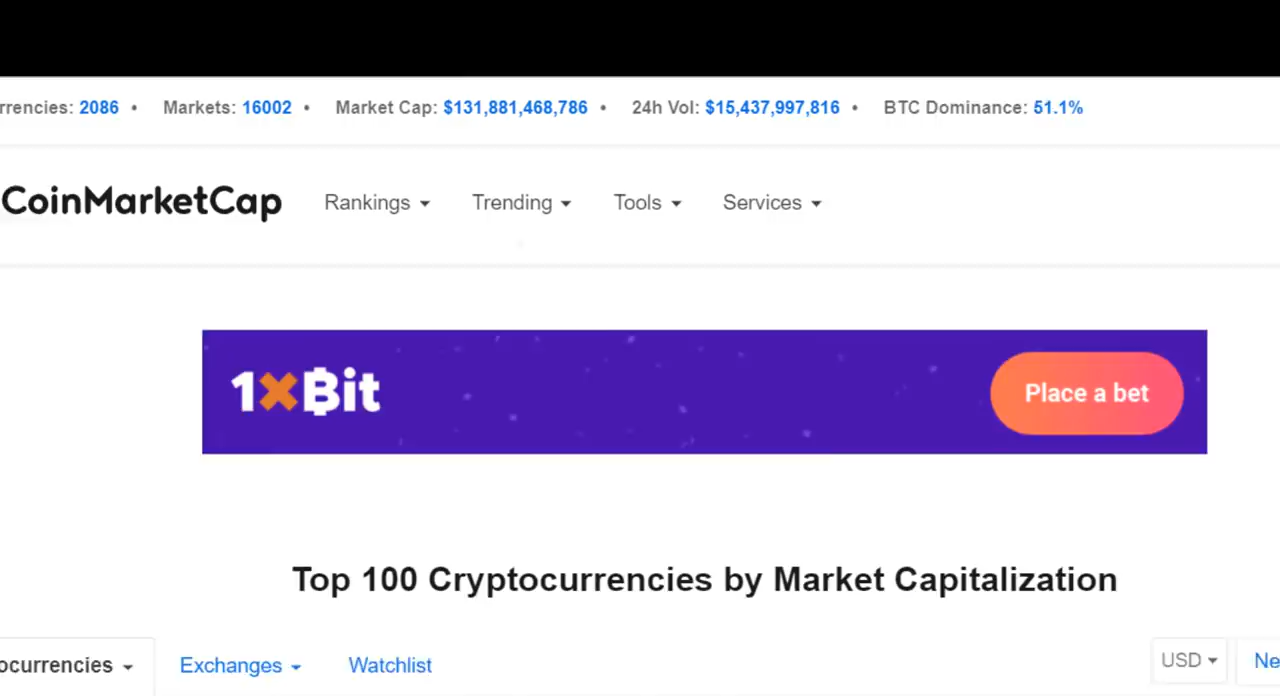 rrencies: 2086 • Markets: 16002 • Market Cap: $131,881,468,786 • 24h Vol: $15,437,997,816 • BTC Dominance: 51.1%
CoinMarketCap Rankings Trending Tools Services
1xBit Place a bet
Top 100 Cryptocurrencies by Market Capitalization
ocurrencies Exchanges Watchlist USD Ne